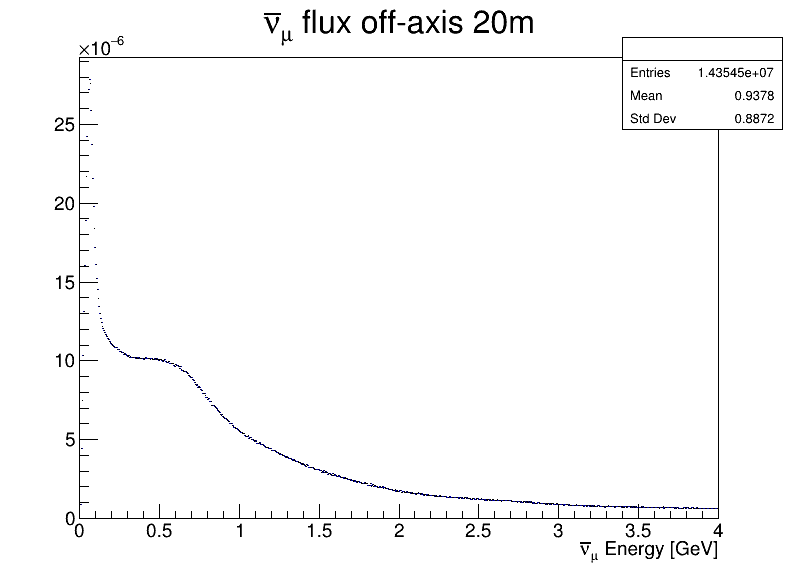 ν̅μ flux off-axis 20m
×10⁻⁶
Entries 1.43545e+07
Mean 0.9378
Std Dev 0.8872
25
20
15
10
5
0
0 0.5 1 1.5 2 2.5 3 3.5 4
ν̅μ Energy [GeV]